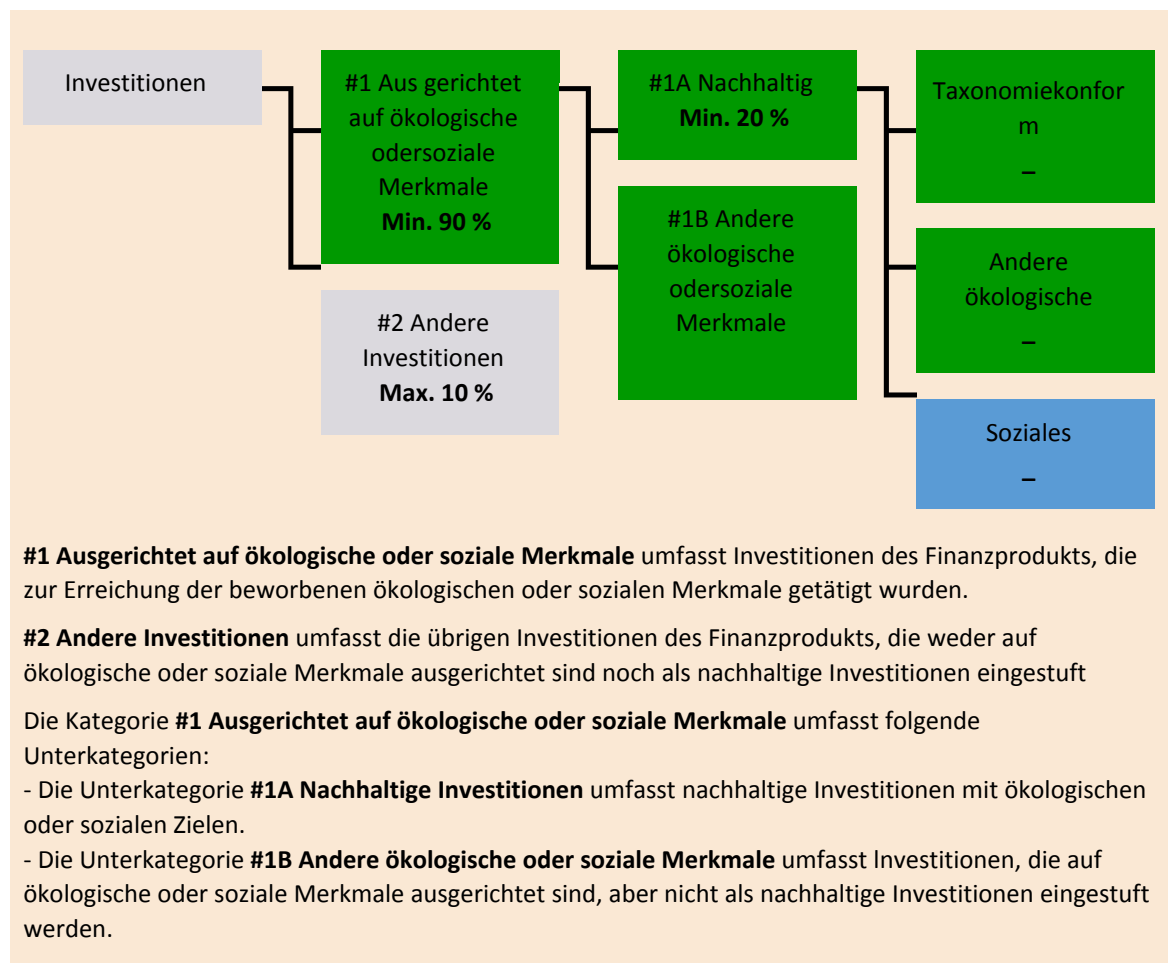 Investitionen
#1 Aus gerichtet
auf ökologische
odersoziale
Merkmale
Min. 90 %
#2 Andere
Investitionen
Max. 10 %
#1A Nachhaltig
Min. 20 %
#1B Andere
ökologische
odersoziale
Merkmale
Taxonomiekonfor
m
–
Andere
ökologische
–
Soziales
–
#1 Ausgerichtet auf ökologische oder soziale Merkmale umfasst Investitionen des Finanzprodukts, die
zur Erreichung der beworbenen ökologischen oder sozialen Merkmale getätigt wurden.
#2 Andere Investitionen umfasst die übrigen Investitionen des Finanzprodukts, die weder auf
ökologische oder soziale Merkmale ausgerichtet sind noch als nachhaltige Investitionen eingestuft
Die Kategorie #1 Ausgerichtet auf ökologische oder soziale Merkmale umfasst folgende
Unterkategorien:
- Die Unterkategorie #1A Nachhaltige Investitionen umfasst nachhaltige Investitionen mit ökologischen
oder sozialen Zielen.
- Die Unterkategorie #1B Andere ökologische oder soziale Merkmale umfasst lnvestitionen, die auf
ökologische oder soziale Merkmale ausgerichtet sind, aber nicht als nachhaltige Investitionen eingestuft
werden.